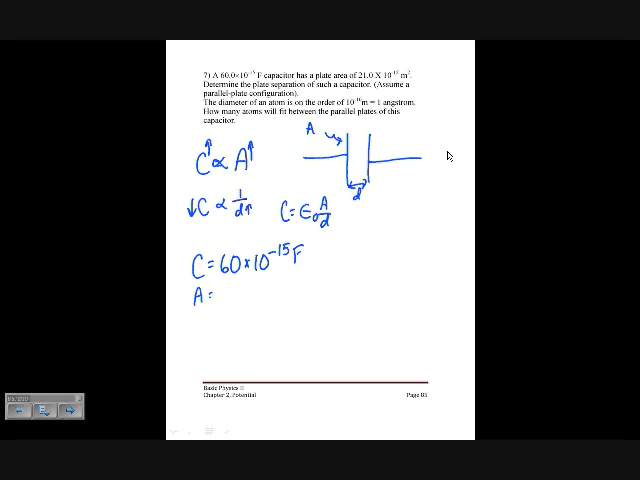 7) A 60.0×10⁻¹⁵ F capacitor has a plate area of 21.0 X 10⁻¹² m².
Determine the plate separation of such a capacitor. (Assume a
parallel-plate configuration).
The diameter of an atom is on the order of 10⁻¹⁰m = 1 angstrom.
How many atoms will fit between the parallel plates of this
capacitor.
A
C↑ ∝ A↑
d
↓C ∝ 1/d↑
C = ϵ₀ A/d
C = 60 × 10⁻¹⁵ F
A =
Basic Physics II
Chapter 2, Potential
Page 85